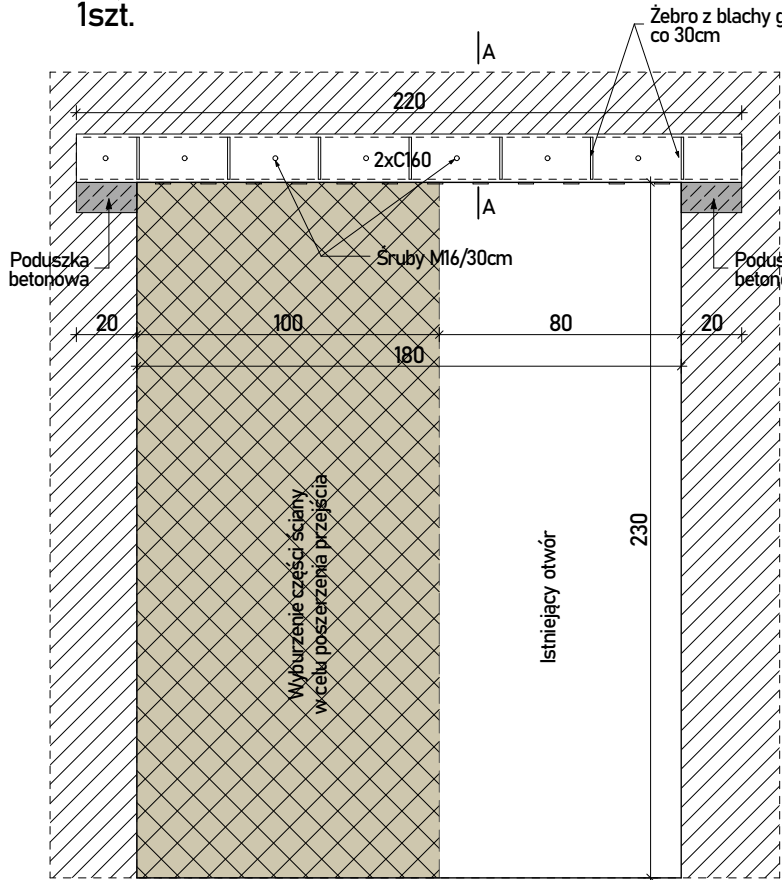 1szt.
Żebro z blachy g
co 30cm
A
220
2xC160
A
Poduszka
betonowa
Śruby M16/30cm
Podus
beton
20
100
80
20
180
Wyburzenie części ściany
w celu poszerzenia przejścia
Istniejący otwór
230